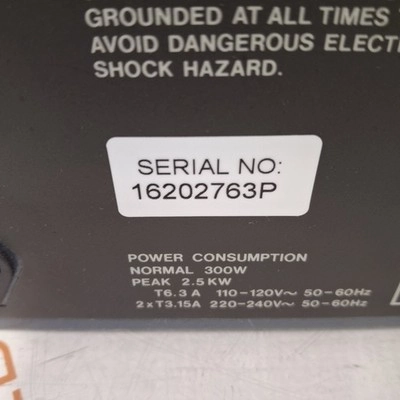 GROUNDED AT ALL TIMES
AVOID DANGEROUS ELECT
SHOCK HAZARD.
SERIAL NO:
16202763P
POWER CONSUMPTION
NORMAL 300W
PEAK 2.5 KW
T6.3 A 110-120V~ 50-60Hz
2xT3.15A 220-240V~ 50-60Hz